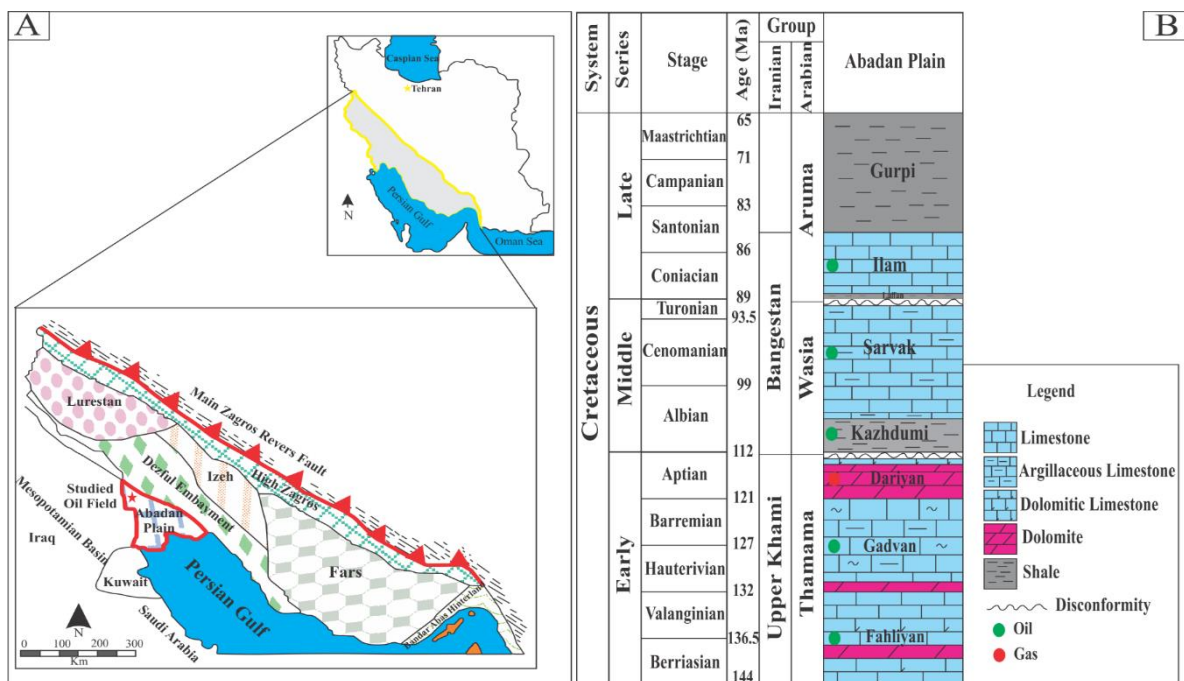 A
Caspian Sea
Tehran
N
Persian Gulf
Oman Sea
Lurestan
Main Zagros Revers Fault
Dezful Embayment
Izeh
High Zagros
Studied
Oil Field
Abadan
Plain
Mesopotamian Basin
Iraq
Kuwait
Persian Gulf
Fars
Bandar Abas Hinterland
Saudi Arabia
N
0 100 200 300
Km
B
System
Series
Stage
Age (Ma)
Group
Iranian
Arabian
Abadan Plain
Cretaceous
Late
Middle
Early
Maastrichtian
Campanian
Santonian
Coniacian
Turonian
Cenomanian
Albian
Aptian
Barremian
Hauterivian
Valanginian
Berriasian
65
71
83
86
89
93.5
99
112
121
127
132
136.5
144
Bangestan
Upper Khami
Aruma
Wasia
Thamama
Gurpi
Ilam
Laffan
Sarvak
Kazhdumi
Dariyan
Gadvan
Fahliyan
Legend
Limestone
Argillaceous Limestone
Dolomitic Limestone
Dolomite
Shale
Disconformity
Oil
Gas